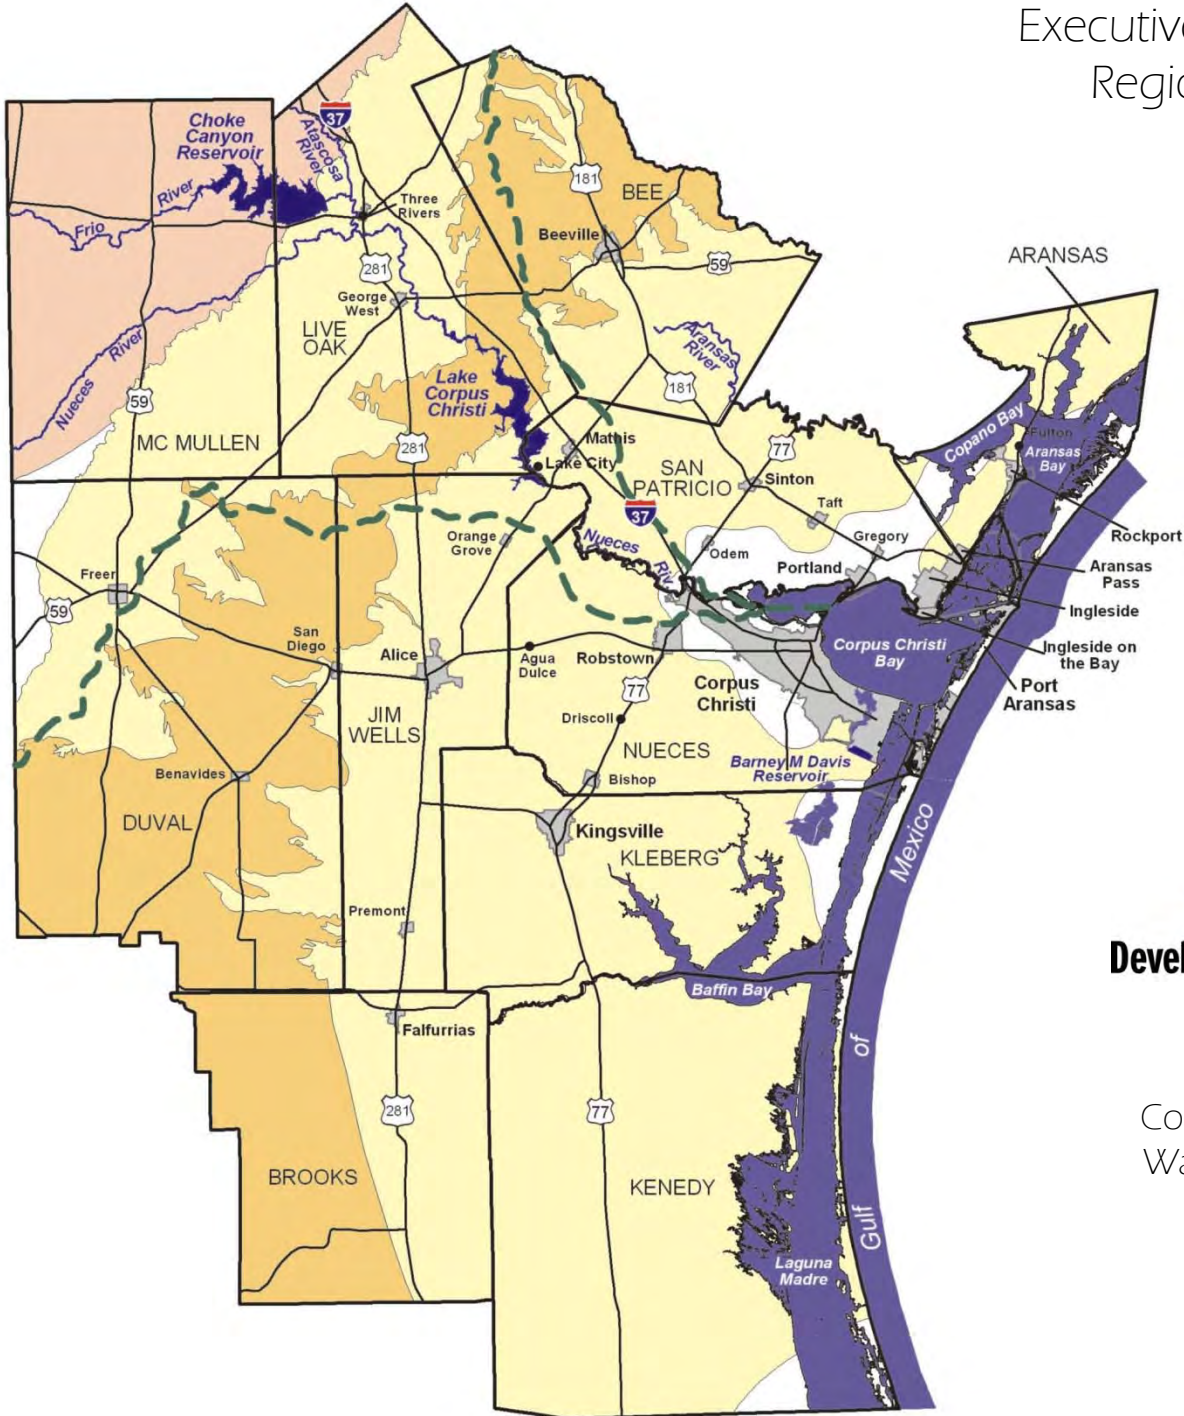 Executive
Regio
Choke
Canyon
Reservoir
37
Atascosa
River
181
BEE
River
Frio
Three
Rivers
Beeville
59
ARANSAS
281
George
West
LIVE
OAK
Aransas
River
Nueces
River
59
Lake
Corpus
Christi
181
MC MULLEN
281
Mathis
Lake City
77
Copano Bay
Fulton
Aransas
Bay
SAN
PATRICIO
Sinton
Taft
37
Orange
Grove
Nueces
Riv
Odem
Gregory
Rockport
Portland
Aransas
Pass
Freer
59
Ingleside
San
Diego
Alice
Agua
Dulce
Robstown
Corpus Christi
Bay
Ingleside on
the Bay
77
Corpus
Christi
Port
Aransas
JIM
WELLS
Driscoll
NUECES
Barney M Davis
Reservoir
Benavides
Bishop
DUVAL
Kingsville
KLEBERG
Premont
Gulf of Mexico
Devel
Baffin Bay
Falfurrias
281
77
Co
Wa
BROOKS
KENEDY
Laguna
Madre